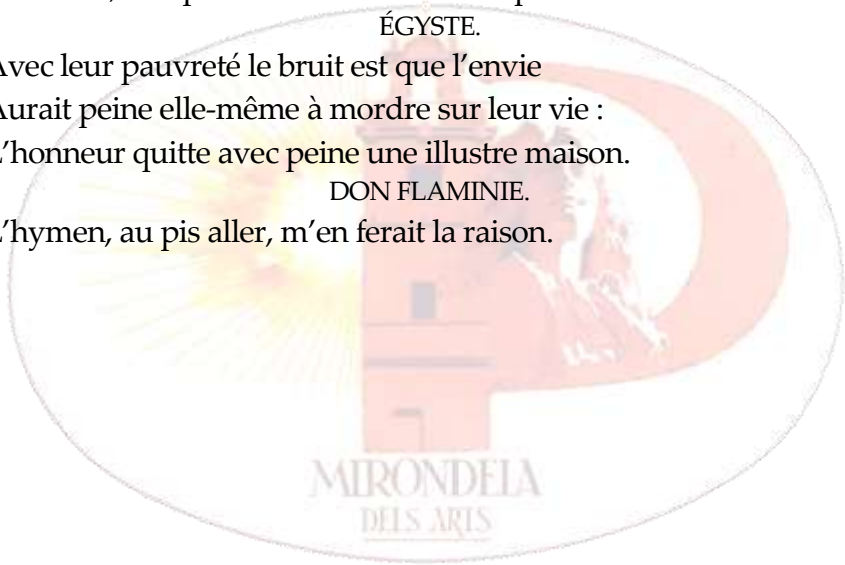 ÉGYSTE.
Avec leur pauvreté le bruit est que l’envie
Aurait peine elle-même à mordre sur leur vie :
L’honneur quitte avec peine une illustre maison.
DON FLAMINIE.
L’hymen, au pis aller, m’en ferait la raison.
MIRONDELA
DELS ARTS